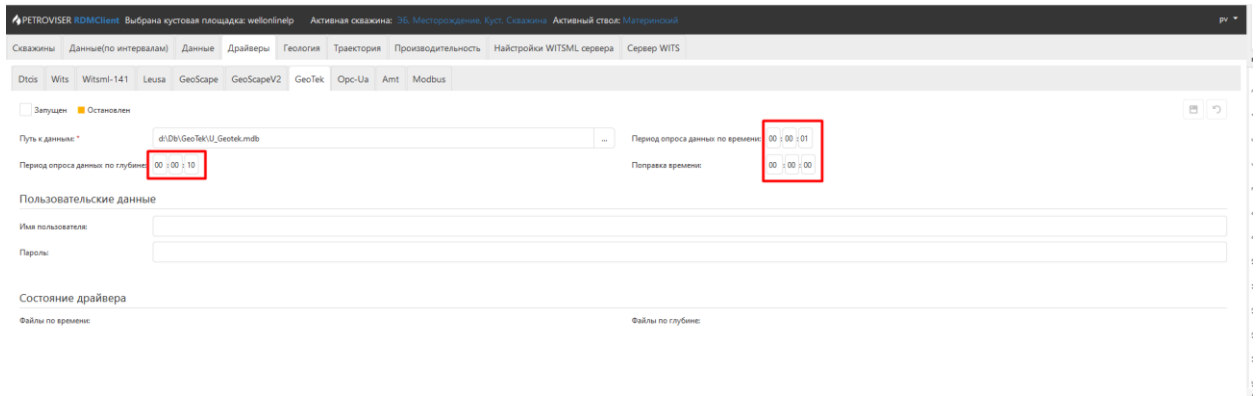 PETROVISER RDMClient Выбрана кустовая площадка: wellonlinelp Активная скважина: ЭБ, Месторождение, Куст, Скважина Активный ствол: Материнский pv
Скважины Данные(по интервалам) Данные Драйверы Геология Траектория Производительность Найстройки WITSML сервера Сервер WITS
Dtcis Wits Witsml-141 Leusa GeoScape GeoScapeV2 GeoTek Opc-Ua Amt Modbus
Запущен Остановлен
Путь к данным: * d:\Db\GeoTek\U_Geotek.mdb ... Период опроса данных по времени: 00 : 00 : 01
Период опроса данных по глубине: 00 : 00 : 10 Поправка времени: 00 : 00 : 00
Пользовательские данные
Имя пользователя:
Пароль:
Состояние драйвера
Файлы по времени: Файлы по глубине: